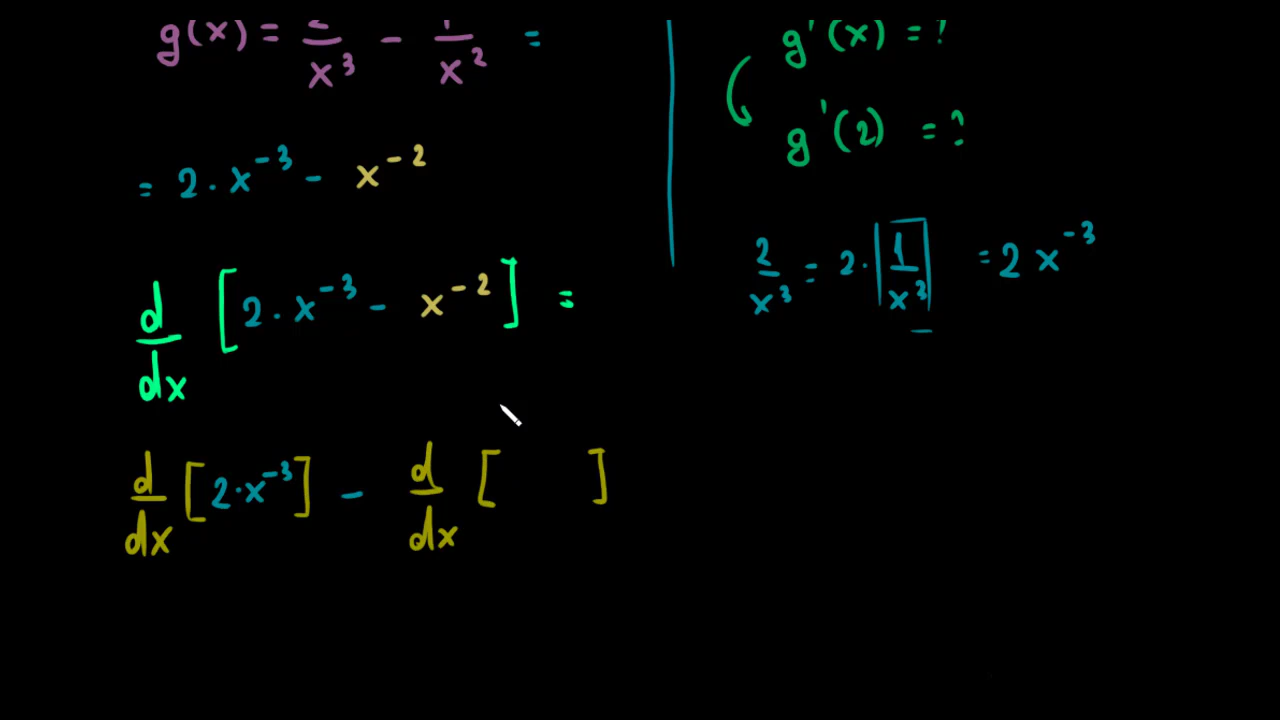 g(x) = 2/x³ - 1/x² =
= 2 · x⁻³ - x⁻²
d/dx [2 · x⁻³ - x⁻²] =
d/dx [2 · x⁻³] - d/dx [ ]
g'(x) = ?
g'(2) = ?
2/x³ = 2 · 1/x³ = 2x⁻³